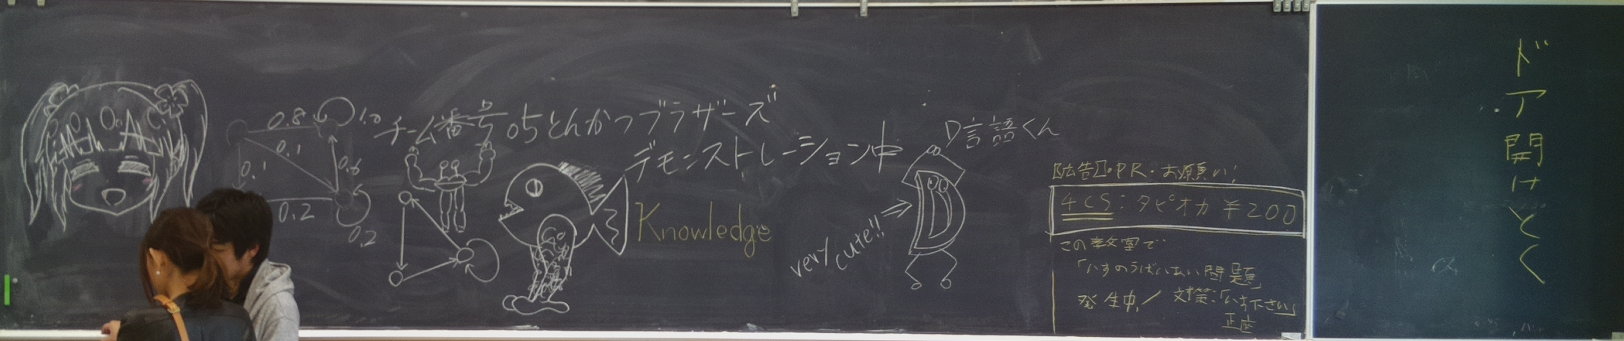 0.8
1.0
0.1
0.1
0.6
0.2
0.2
チーム番号05とんかつブラザーズ
デモンストレーション中
Knowledge
D言語くん
very cute!!
【広告】・PR・お願い!
4CS:タピオカ ¥200
この教室で
「いすのうばいあい問題」
発生中!
対策:「いす下さい」
正座
ドア開けとく